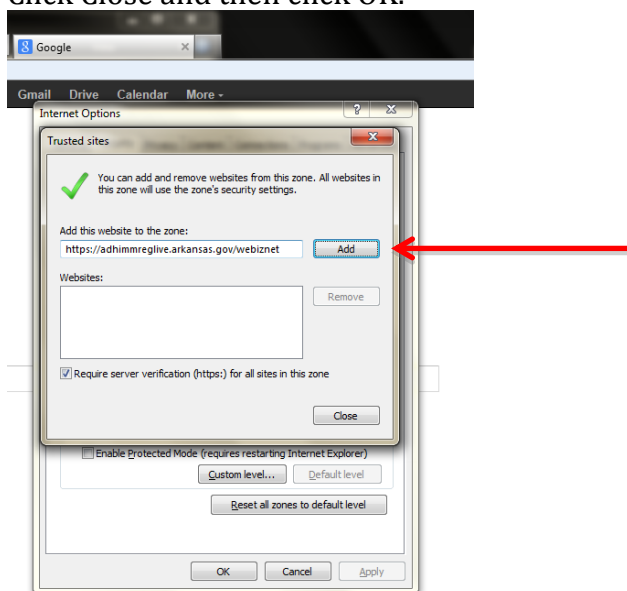 Click Close and then click OK.
Google
Gmail Drive Calendar More
Internet Options
Trusted sites
You can add and remove websites from this zone. All websites in
this zone will use the zone's security settings.
Add this website to the zone:
https://adhimmreglive.arkansas.gov/webiznet Add
Websites:
Remove
Require server verification (https:) for all sites in this zone
Close
Enable Protected Mode (requires restarting Internet Explorer)
Custom level... Default level
Reset all zones to default level
OK Cancel Apply